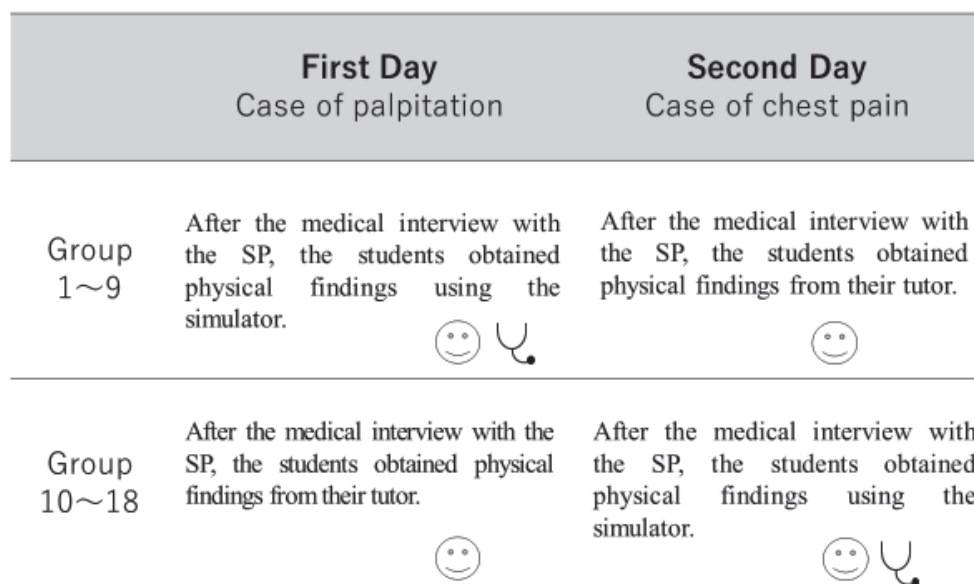 First Day
Case of palpitation
Second Day
Case of chest pain
Group
1~9
After the medical interview with
the SP, the students obtained
physical findings using the
simulator.
After the medical interview with
the SP, the students obtained
physical findings from their tutor.
Group
10~18
After the medical interview with the
SP, the students obtained physical
findings from their tutor.
After the medical interview with
the SP, the students obtained
physical findings using the
simulator.